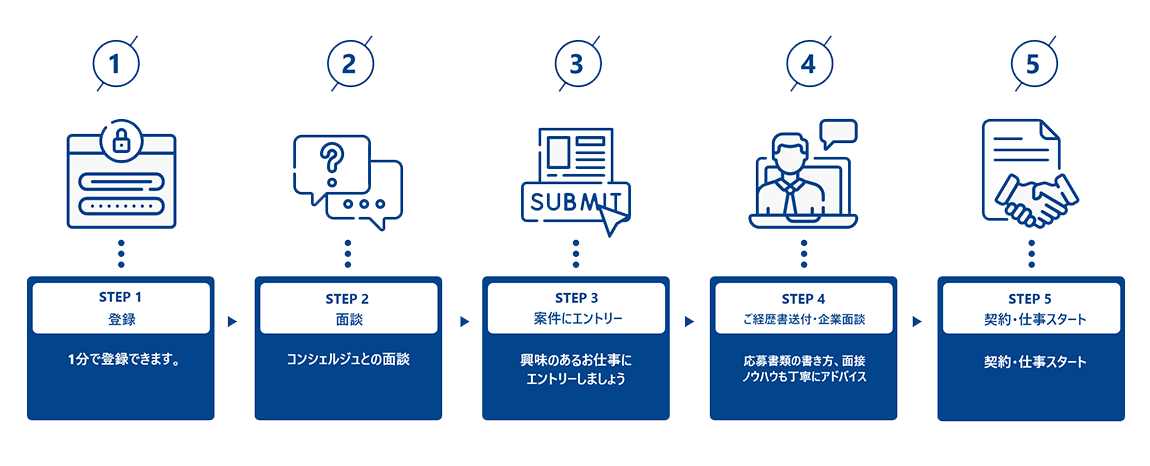 1
2
3
4
5
SUBMIT
STEP 1
登録
1分で登録できます。
STEP 2
面談
コンシェルジュとの面談
STEP 3
案件にエントリー
興味のあるお仕事に
エントリーしましょう
STEP 4
ご経歴書送付・企業面談
応募書類の書き方、面接
ノウハウも丁寧にアドバイス
STEP 5
契約・仕事スタート
契約・仕事スタート